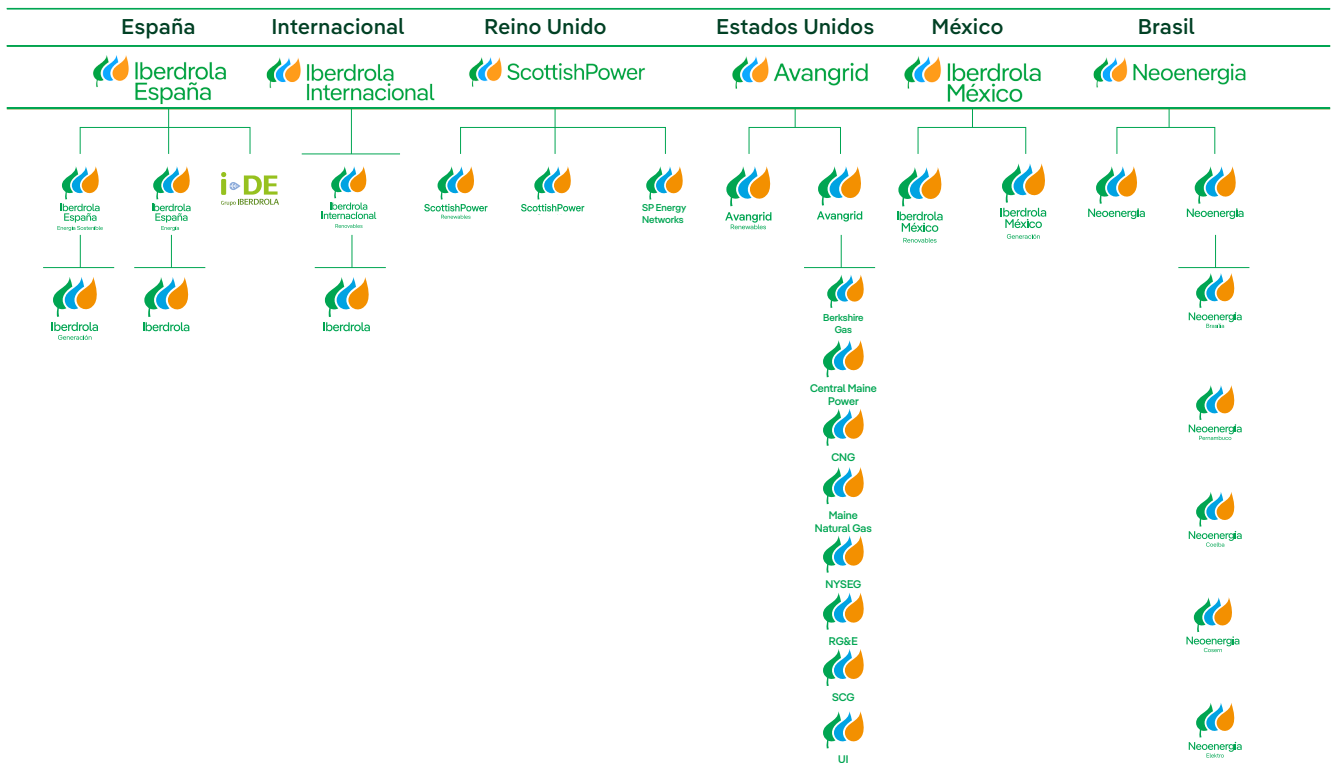 España
Internacional
Reino Unido
Estados Unidos
México
Brasil
Iberdrola
España
Iberdrola
Internacional
ScottishPower
Avangrid
Iberdrola
México
Neoenergia
Iberdrola
España
Energía Sostenible
Iberdrola
España
Energía
i-DE
Grupo IBERDROLA
Iberdrola
Internacional
Renovables
ScottishPower
Renewables
ScottishPower
SP Energy
Networks
Avangrid
Renewables
Avangrid
Iberdrola
México
Renovables
Iberdrola
México
Generación
Neoenergia
Neoenergia
Iberdrola
Generación
Iberdrola
Iberdrola
Berkshire
Gas
Central Maine
Power
CNG
Maine
Natural Gas
NYSEG
RG&E
SCG
UI
Neoenergia
Brasília
Neoenergia
Pernambuco
Neoenergia
Coelba
Neoenergia
Cosern
Neoenergia
Elektro